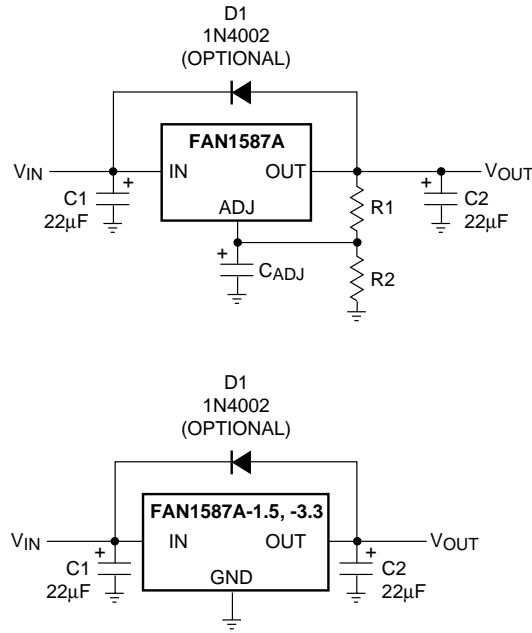 D1
1N4002
(OPTIONAL)
FAN1587A
VIN
IN
OUT
VOUT
+
C1
22µF
ADJ
R1
+
C2
22µF
+
CADJ
R2
D1
1N4002
(OPTIONAL)
FAN1587A-1.5, -3.3
VIN
IN
OUT
VOUT
+
C1
22µF
GND
+
C2
22µF